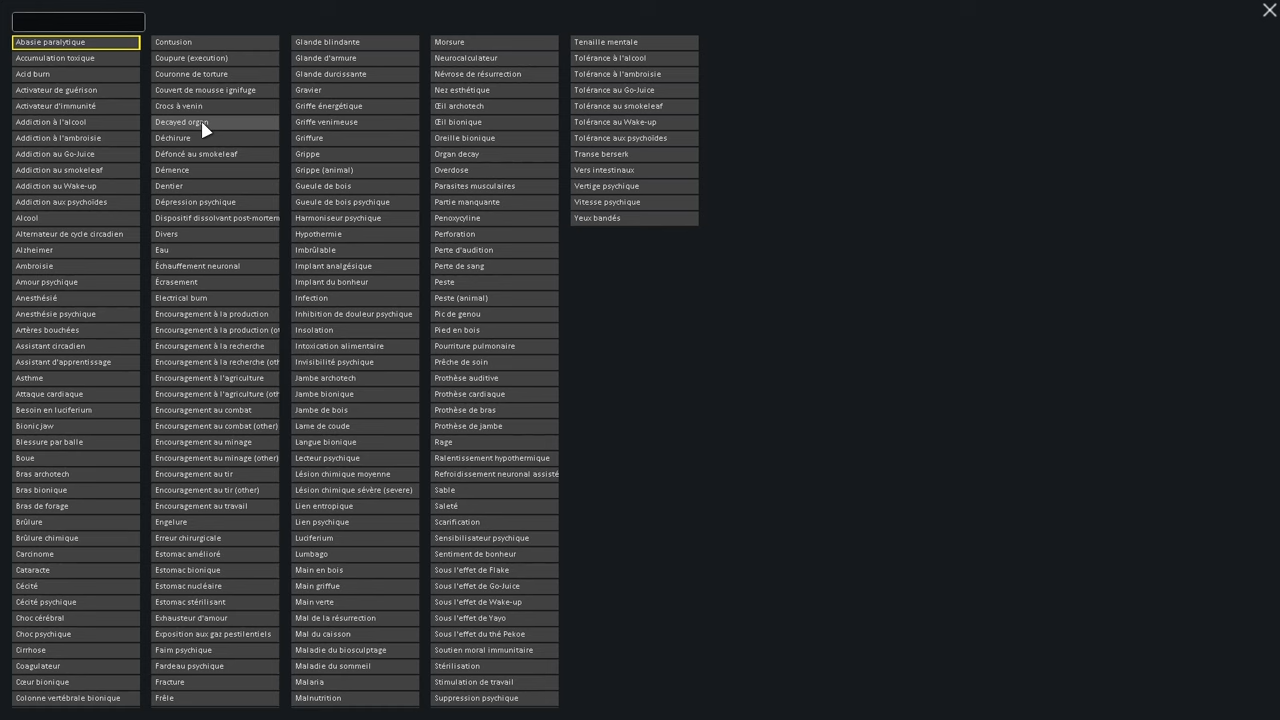 Abasie paralytique
Accumulation toxique
Acid burn
Activateur de guérison
Activateur d'immunité
Addiction à l'alcool
Addiction à l'ambroisie
Addiction au Go-Juice
Addiction au smokeleaf
Addiction au Wake-up
Addiction aux psychoïdes
Alcool
Alternateur de cycle circadien
Alzheimer
Ambroisie
Amour psychique
Anesthésié
Anesthésie psychique
Artères bouchées
Assistant circadien
Assistant d'apprentissage
Asthme
Attaque cardiaque
Besoin en luciferium
Bionic jaw
Blessure par balle
Boue
Bras archotech
Bras bionique
Bras de forage
Brûlure
Brûlure chimique
Carcinome
Cataracte
Cécité
Cécité psychique
Choc cérébral
Choc psychique
Cirrhose
Coagulateur
Cœur bionique
Colonne vertébrale bionique
Contusion
Coupure (execution)
Couronne de torture
Couvert de mousse ignifuge
Crocs à venin
Decayed organ
Déchirure
Défoncé au smokeleaf
Démence
Dentier
Dépression psychique
Dispositif dissolvant post-mortem
Divers
Eau
Échauffement neuronal
Écrasement
Electrical burn
Encouragement à la production
Encouragement à la production (ot
Encouragement à la recherche
Encouragement à la recherche (oth
Encouragement à l'agriculture
Encouragement à l'agriculture (oth
Encouragement au combat
Encouragement au combat (other)
Encouragement au minage
Encouragement au minage (other)
Encouragement au tir
Encouragement au tir (other)
Encouragement au travail
Engelure
Erreur chirurgicale
Estomac amélioré
Estomac bionique
Estomac nucléaire
Estomac stérilisant
Exhausteur d'amour
Exposition aux gaz pestilentiels
Faim psychique
Fardeau psychique
Fracture
Frêle
Glande blindante
Glande d'armure
Glande durcissante
Gravier
Griffe énergétique
Griffe venimeuse
Griffure
Grippe
Grippe (animal)
Gueule de bois
Gueule de bois psychique
Harmoniseur psychique
Hypothermie
Imbrûlable
Implant analgésique
Implant du bonheur
Infection
Inhibition de douleur psychique
Insolation
Intoxication alimentaire
Invisibilité psychique
Jambe archotech
Jambe bionique
Jambe de bois
Lame de coude
Langue bionique
Lecteur psychique
Lésion chimique moyenne
Lésion chimique sévère (severe)
Lien entropique
Lien psychique
Luciferium
Lumbago
Main en bois
Main griffue
Main verte
Mal de la résurrection
Mal du caisson
Maladie du biosculptage
Maladie du sommeil
Malaria
Malnutrition
Morsure
Neurocalculateur
Névrose de résurrection
Nez esthétique
Œil archotech
Œil bionique
Oreille bionique
Organ decay
Overdose
Parasites musculaires
Partie manquante
Penoxycyline
Perforation
Perte d'audition
Perte de sang
Peste
Peste (animal)
Pic de genou
Pied en bois
Pourriture pulmonaire
Prêche de soin
Prothèse auditive
Prothèse cardiaque
Prothèse de bras
Prothèse de jambe
Rage
Ralentissement hypothermique
Refroidissement neuronal assisté
Sable
Saleté
Scarification
Sensibilisateur psychique
Sentiment de bonheur
Sous l'effet de Flake
Sous l'effet de Go-Juice
Sous l'effet de Wake-up
Sous l'effet de Yayo
Sous l'effet du thé Pekoe
Soutien moral immunitaire
Stérilisation
Stimulation de travail
Suppression psychique
Tenaille mentale
Tolérance à l'alcool
Tolérance à l'ambroisie
Tolérance au Go-Juice
Tolérance au smokeleaf
Tolérance au Wake-up
Tolérance aux psychoïdes
Transe berserk
Vers intestinaux
Vertige psychique
Vitesse psychique
Yeux bandés